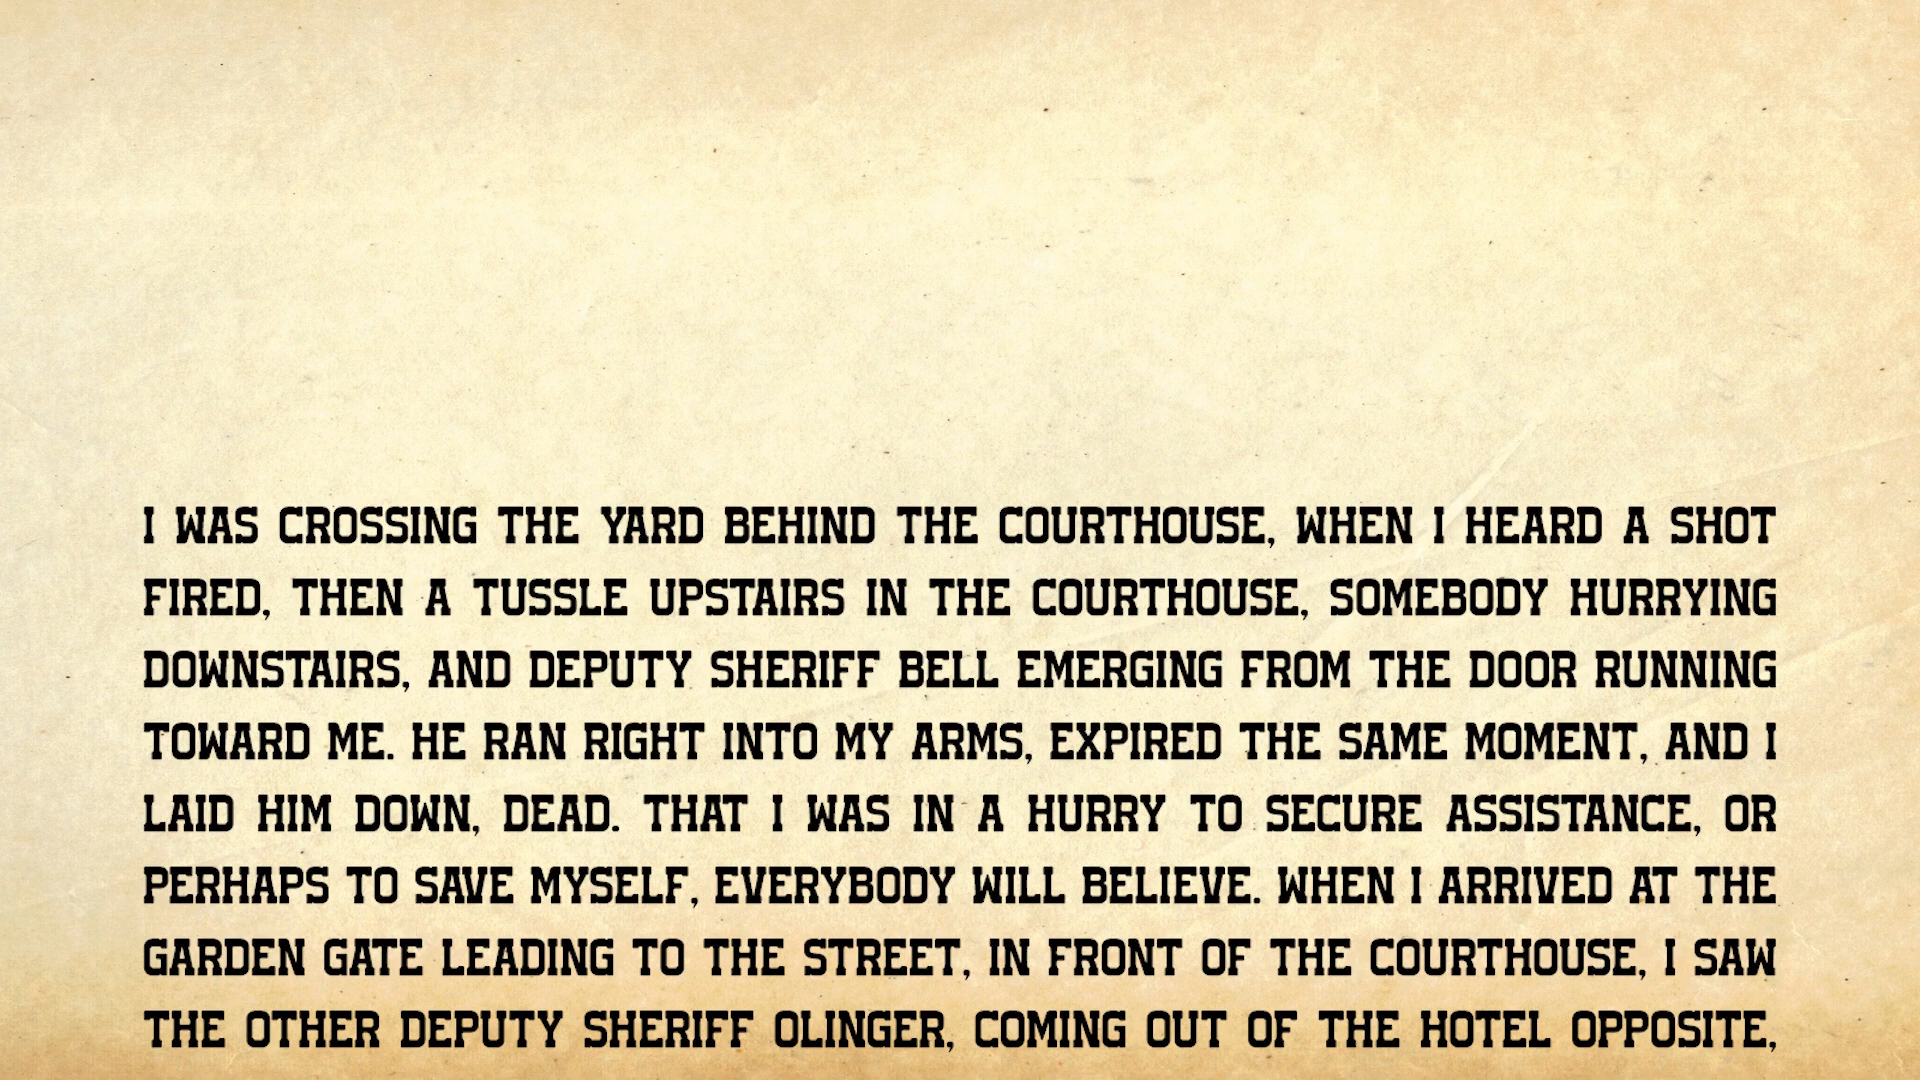 I WAS CROSSING THE YARD BEHIND THE COURTHOUSE, WHEN I HEARD A SHOT
FIRED, THEN A TUSSLE UPSTAIRS IN THE COURTHOUSE, SOMEBODY HURRYING
DOWNSTAIRS, AND DEPUTY SHERIFF BELL EMERGING FROM THE DOOR RUNNING
TOWARD ME. HE RAN RIGHT INTO MY ARMS, EXPIRED THE SAME MOMENT, AND I
LAID HIM DOWN, DEAD. THAT I WAS IN A HURRY TO SECURE ASSISTANCE, OR
PERHAPS TO SAVE MYSELF, EVERYBODY WILL BELIEVE. WHEN I ARRIVED AT THE
GARDEN GATE LEADING TO THE STREET, IN FRONT OF THE COURTHOUSE, I SAW
THE OTHER DEPUTY SHERIFF OLINGER, COMING OUT OF THE HOTEL OPPOSITE,